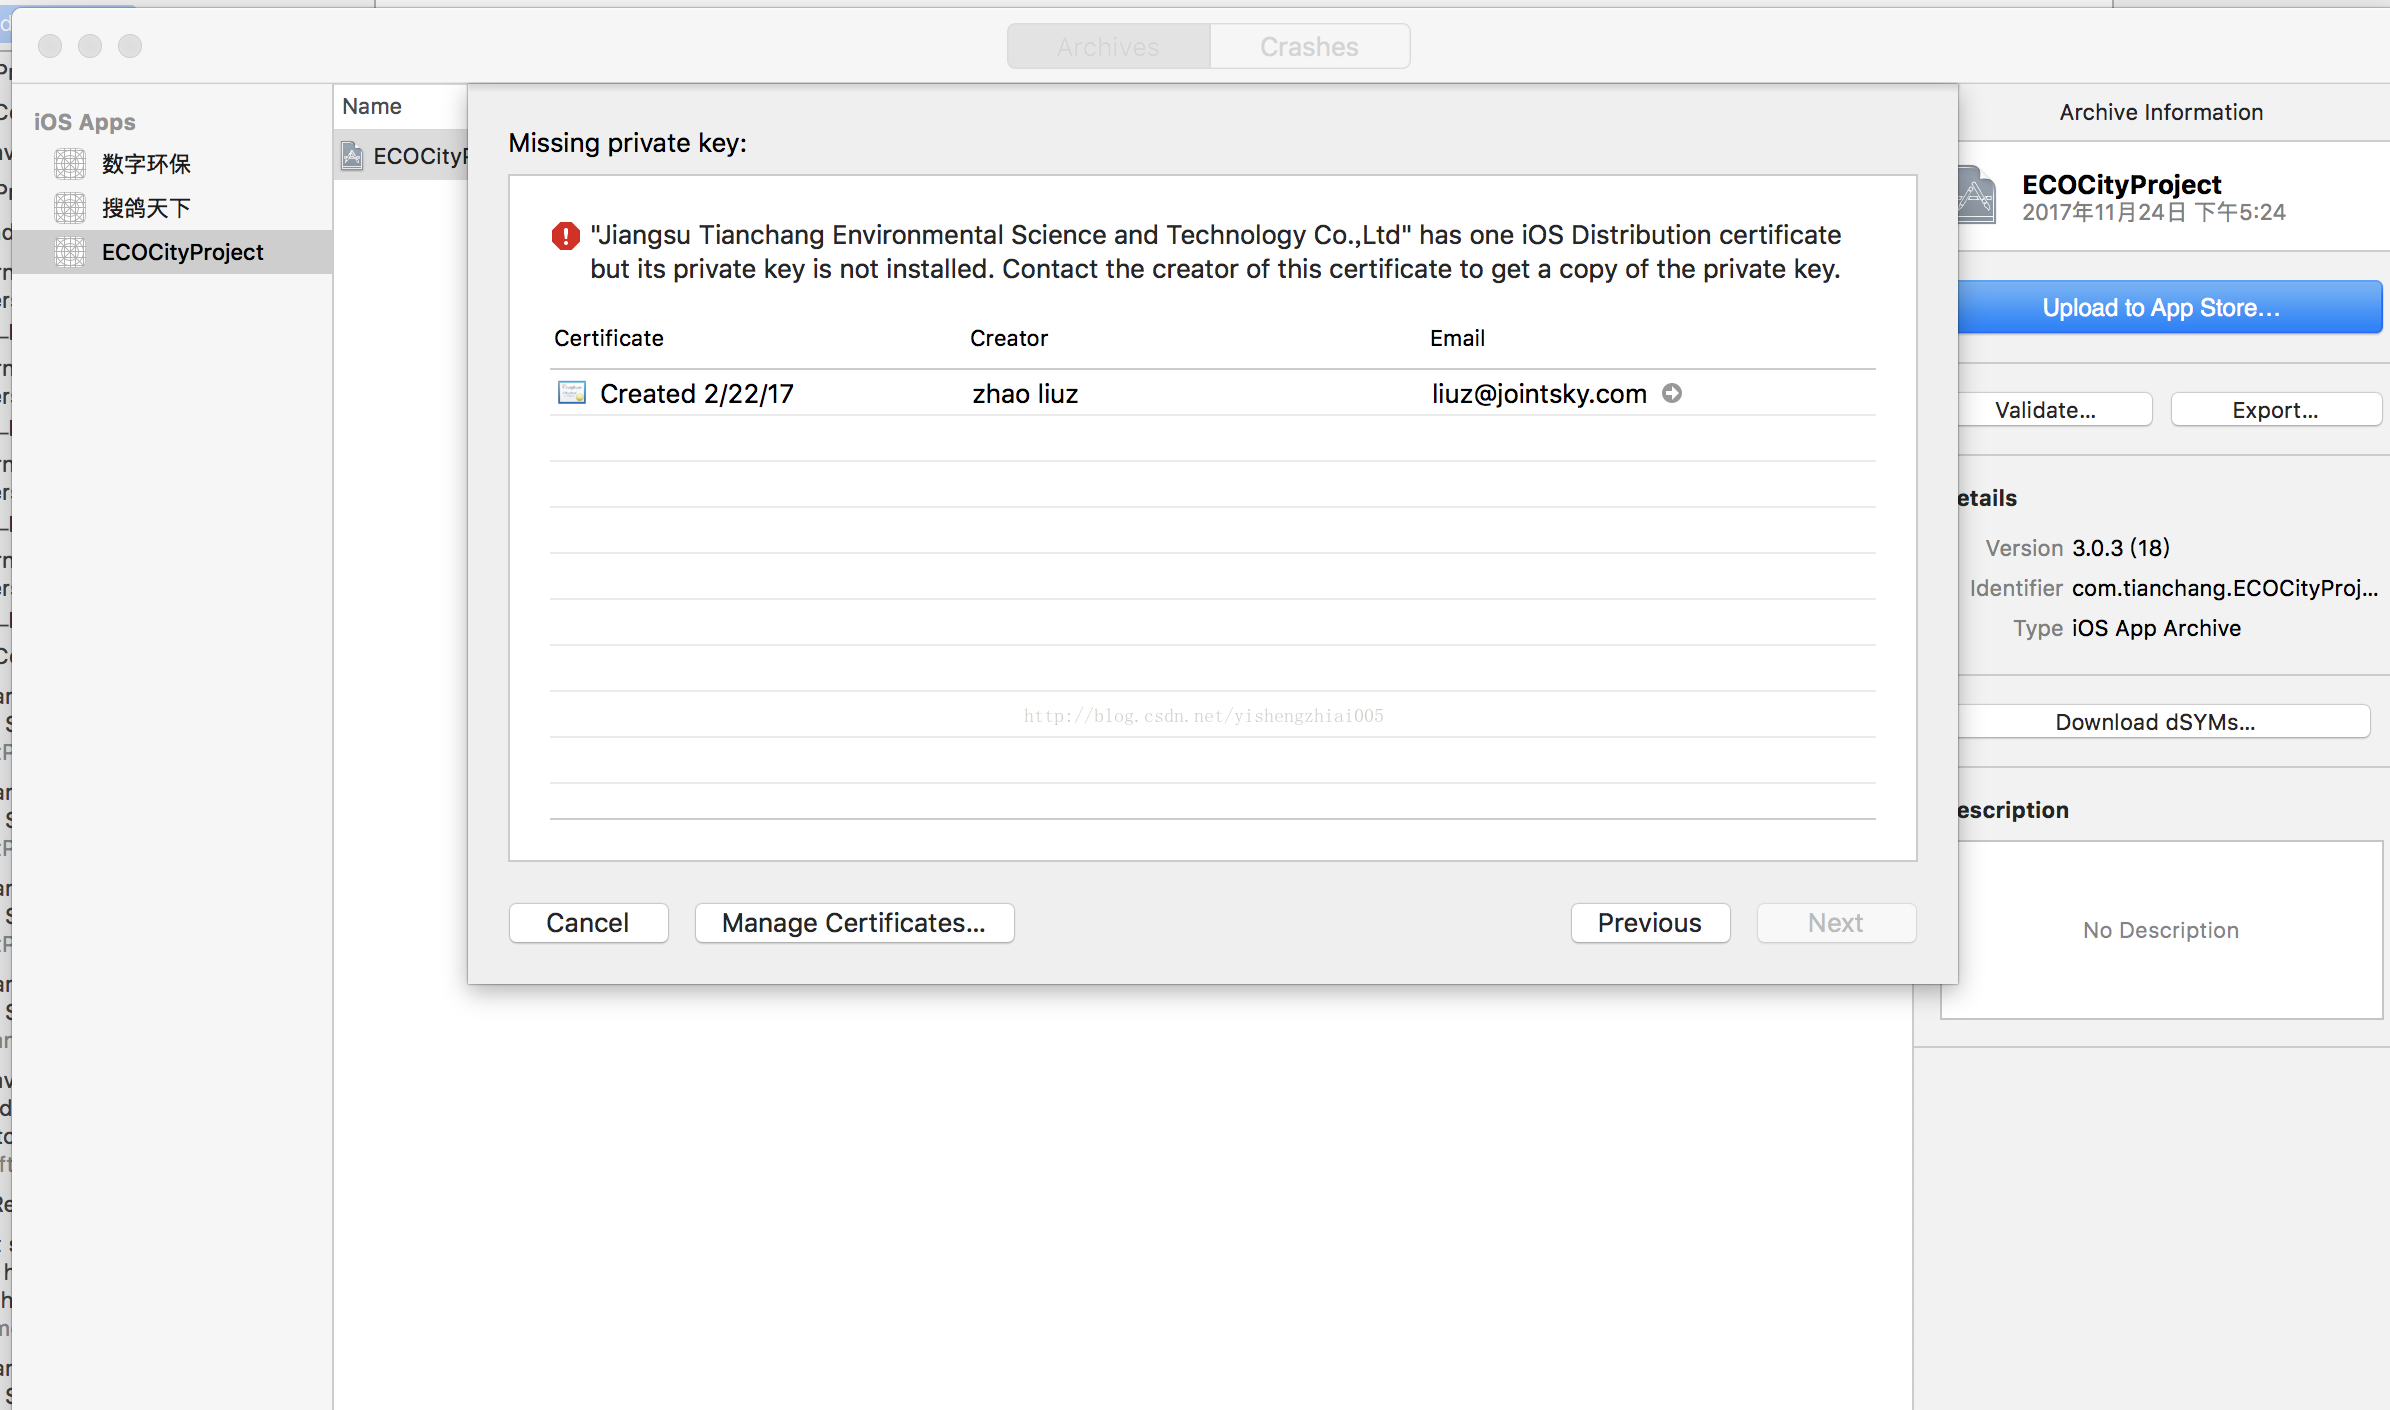 Archives
Crashes
iOS Apps
数字环保
搜鸽天下
ECOCityProject
Name
ECOCityP
Missing private key:
"Jiangsu Tianchang Environmental Science and Technology Co.,Ltd" has one iOS Distribution certificate
but its private key is not installed. Contact the creator of this certificate to get a copy of the private key.
Certificate Creator Email
Created 2/22/17 zhao liuz liuz@jointsky.com
http://blog.csdn.net/yishengzhiai005
Cancel
Manage Certificates...
Previous
Next
Archive Information
ECOCityProject
2017年11月24日 下午5:24
Upload to App Store...
Validate...
Export...
etails
Version 3.0.3 (18)
Identifier com.tianchang.ECOCityProj...
Type iOS App Archive
Download dSYMs...
escription
No Description